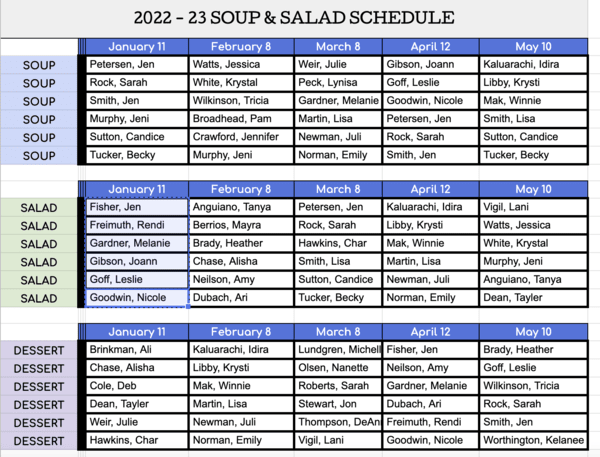 2022 - 23 SOUP & SALAD SCHEDULE
January 11 February 8 March 8 April 12 May 10
SOUP Petersen, Jen Watts, Jessica Weir, Julie Gibson, Joann Kaluarachi, Idira
SOUP Rock, Sarah White, Krystal Peck, Lynisa Goff, Leslie Libby, Krysti
SOUP Smith, Jen Wilkinson, Tricia Gardner, Melanie Goodwin, Nicole Mak, Winnie
SOUP Murphy, Jeni Broadhead, Pam Martin, Lisa Petersen, Jen Smith, Lisa
SOUP Sutton, Candice Crawford, Jennifer Newman, Juli Rock, Sarah Sutton, Candice
SOUP Tucker, Becky Murphy, Jeni Norman, Emily Smith, Jen Tucker, Becky
January 11 February 8 March 8 April 12 May 10
SALAD Fisher, Jen Anguiano, Tanya Petersen, Jen Kaluarachi, Idira Vigil, Lani
SALAD Freimuth, Rendi Berrios, Mayra Rock, Sarah Libby, Krysti Watts, Jessica
SALAD Gardner, Melanie Brady, Heather Hawkins, Char Mak, Winnie White, Krystal
SALAD Gibson, Joann Chase, Alisha Smith, Lisa Martin, Lisa Murphy, Jeni
SALAD Goff, Leslie Neilson, Amy Sutton, Candice Newman, Juli Anguiano, Tanya
SALAD Goodwin, Nicole Dubach, Ari Tucker, Becky Norman, Emily Dean, Tayler
January 11 February 8 March 8 April 12 May 10
DESSERT Brinkman, Ali Kaluarachi, Idira Lundgren, Michell Fisher, Jen Brady, Heather
DESSERT Chase, Alisha Libby, Krysti Olsen, Nanette Neilson, Amy Goff, Leslie
DESSERT Cole, Deb Mak, Winnie Roberts, Sarah Gardner, Melanie Wilkinson, Tricia
DESSERT Dean, Tayler Martin, Lisa Stewart, Jon Dubach, Ari Rock, Sarah
DESSERT Weir, Julie Newman, Juli Thompson, DeAn Freimuth, Rendi Smith, Jen
DESSERT Hawkins, Char Norman, Emily Vigil, Lani Goodwin, Nicole Worthington, Kelanee